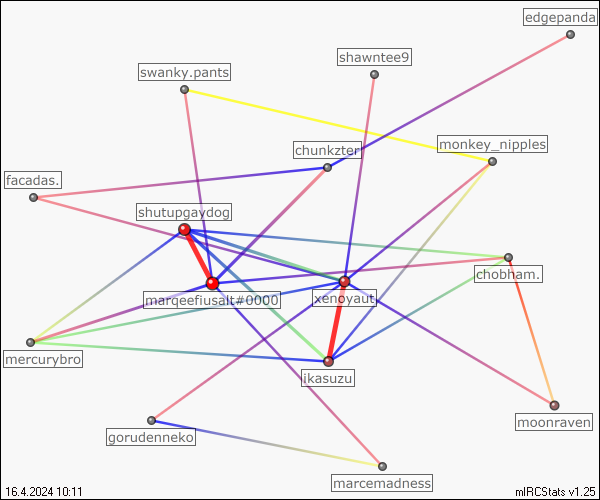 edgepanda
shawntee9
swanky.pants
monkey_nipples
chunkzter
facadas.
shutupgaydog
chobham.
marqeefiusalt#0000
xenoyaut
mercurybro
ikasuzu
moonraven
gorudenneko
marcemadness
16.4.2024 10:11
mIRCStats v1.25